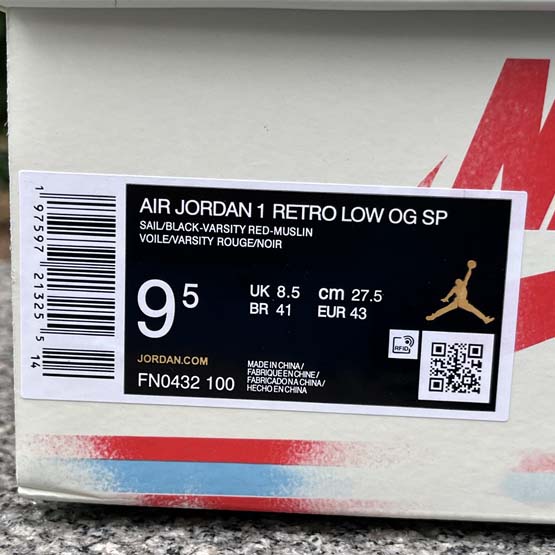 AIR JORDAN 1 RETRO LOW OG SP
SAIL/BLACK-VARSITY RED-MUSLIN
VOILE/VARSITY ROUGE/NOIR
9 5
UK 8.5 cm 27.5
BR 41 EUR 43
JORDAN.COM
FN0432 100
MADE IN CHINA/
FABRIQUE EN CHINE/
FABRICADO NA CHINA/
HECHO EN CHINA
RFID
1 97597 21325 5 14